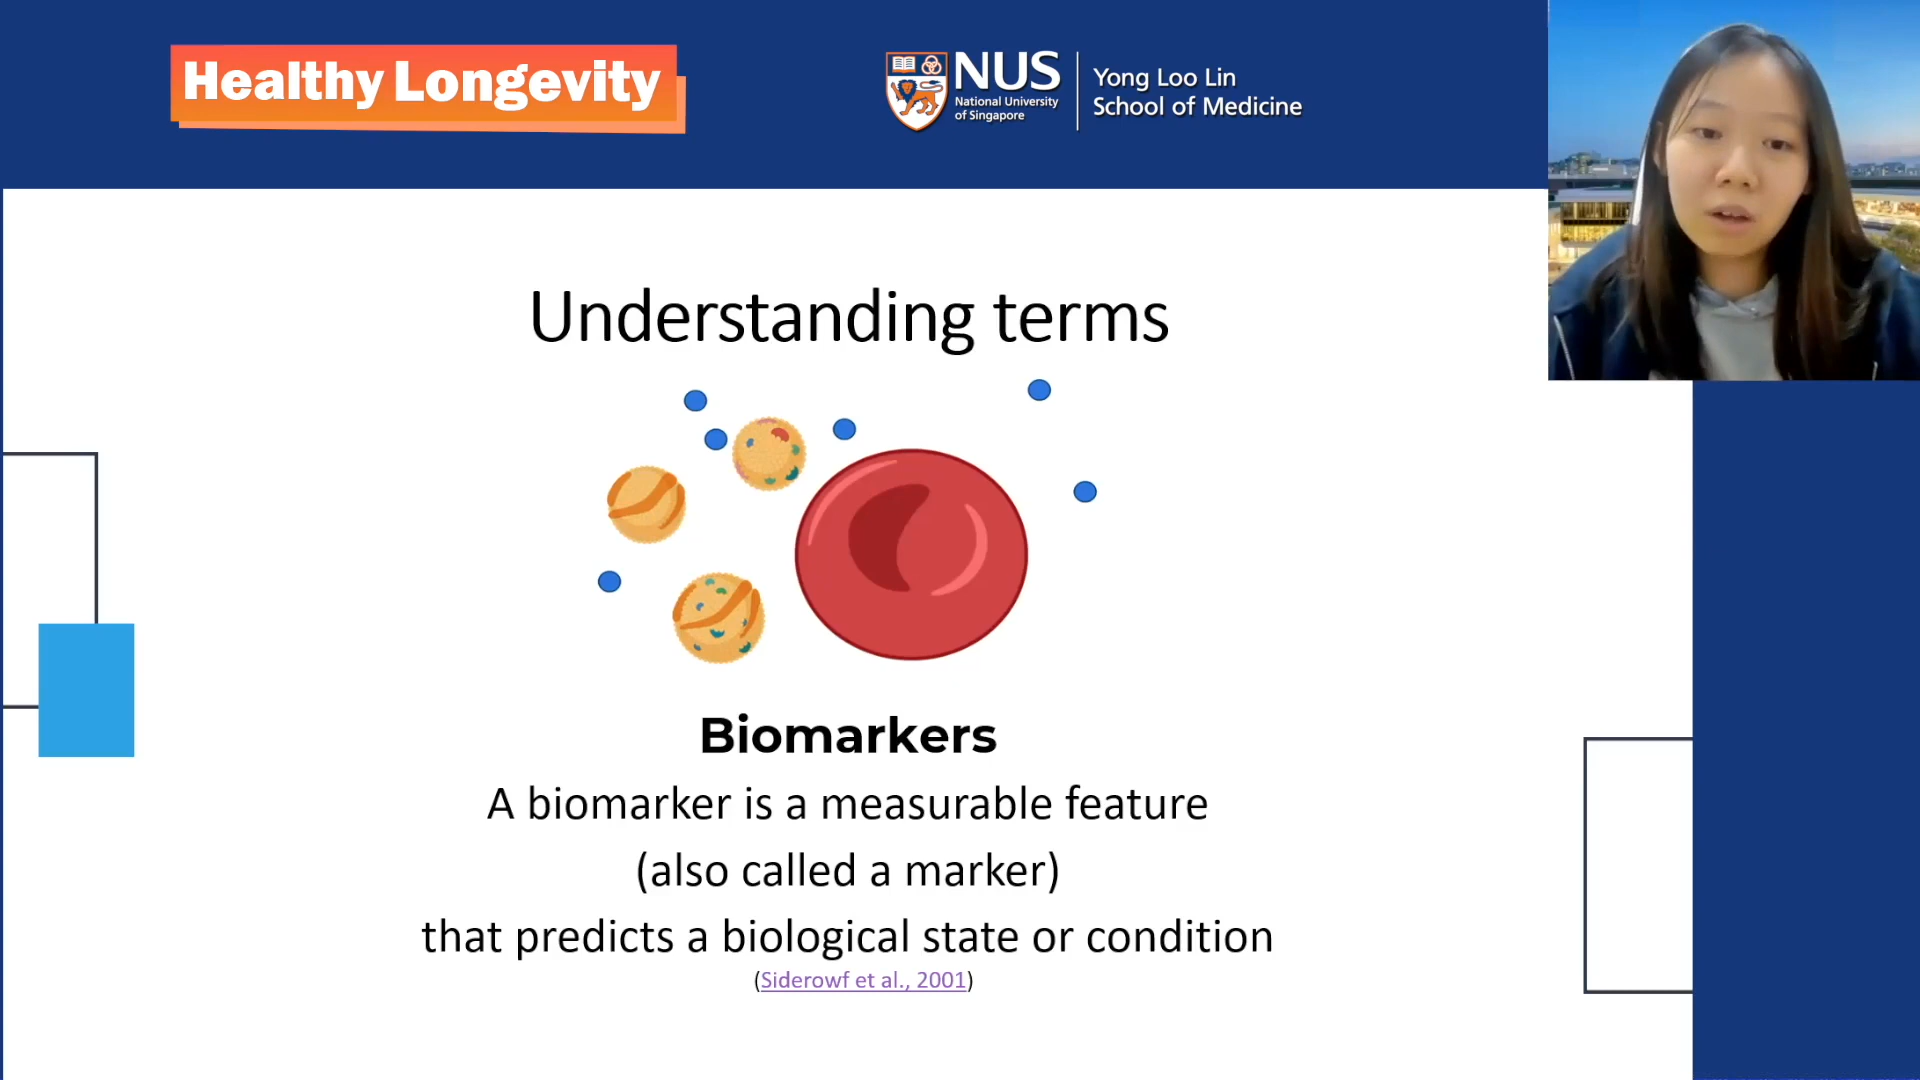 Healthy Longevity
NUS
National University
of Singapore
Yong Loo Lin
School of Medicine
Understanding terms
Biomarkers
A biomarker is a measurable feature
(also called a marker)
that predicts a biological state or condition
(Siderowf et al., 2001)